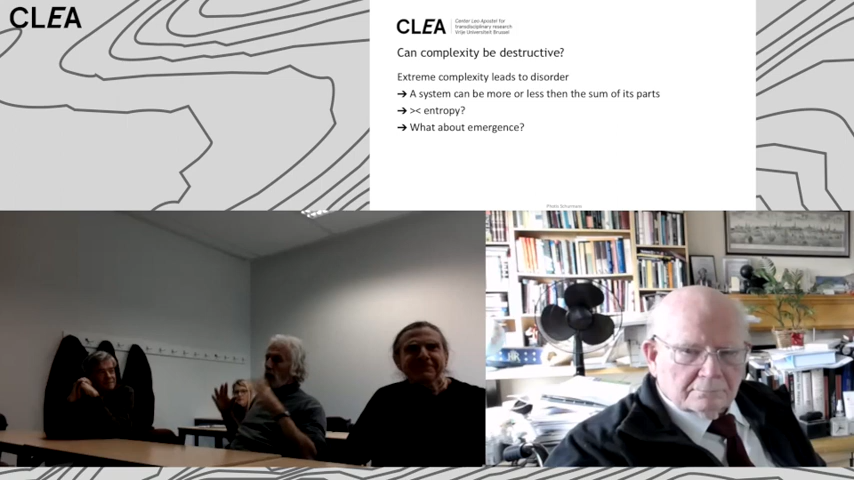 CLEA
CLEA
Center Leo Apostel for
transdisciplinary research
Vrije Universiteit Brussel
Can complexity be destructive?
Extreme complexity leads to disorder
➔ A system can be more or less then the sum of its parts
➔ >< entropy?
➔ What about emergence?